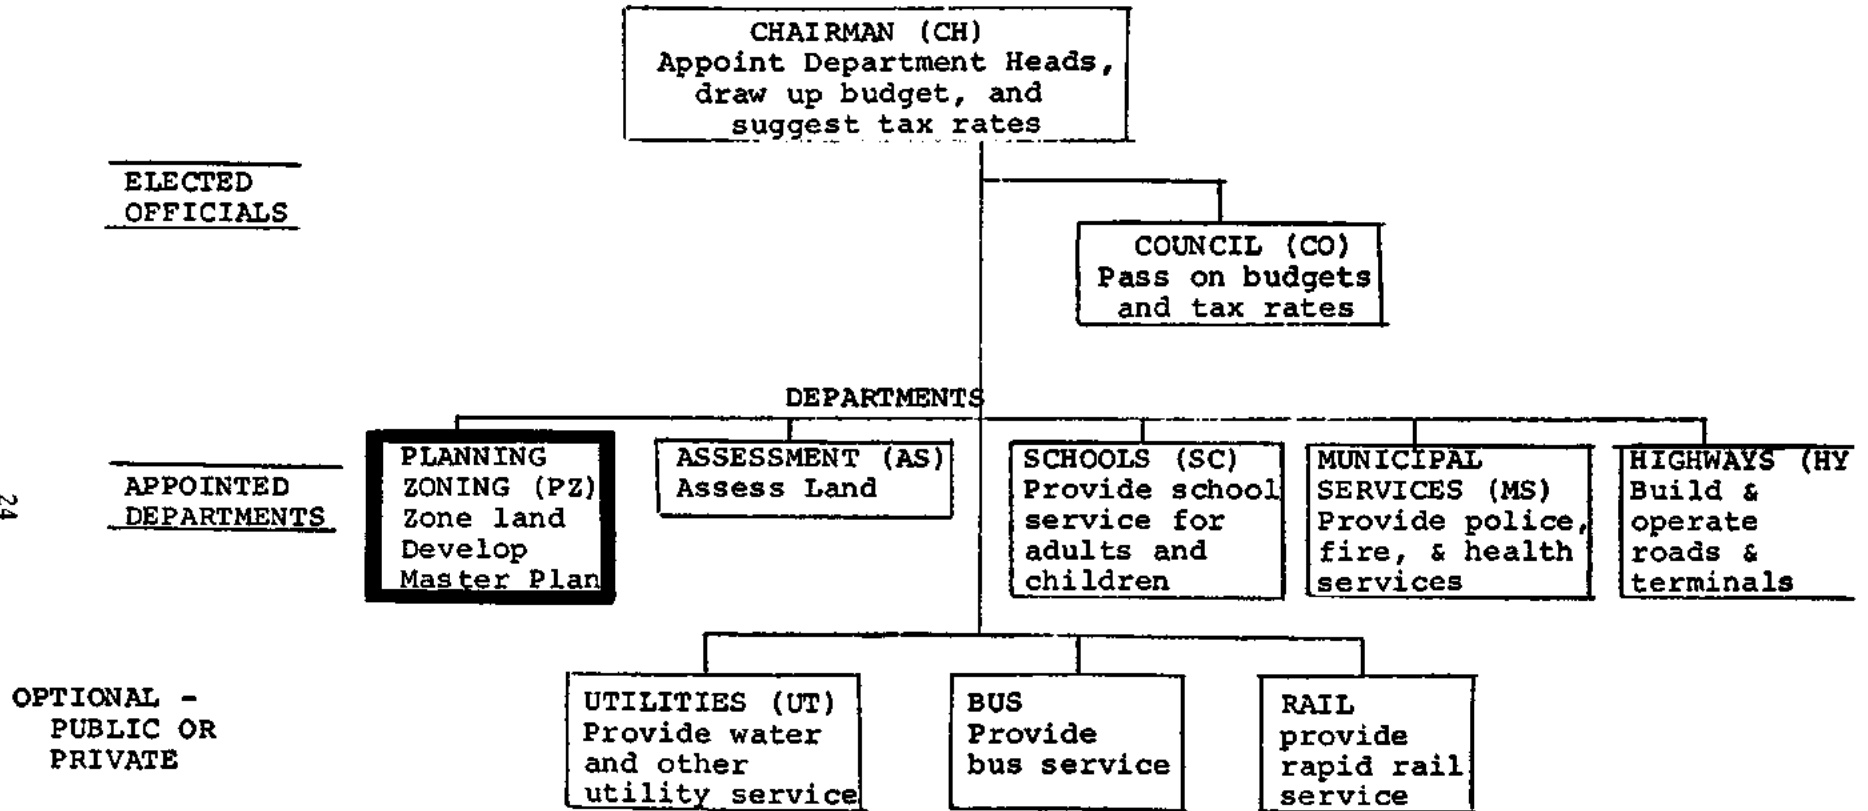 CHAIRMAN (CH)
Appoint Department Heads,
draw up budget, and
suggest tax rates
ELECTED
OFFICIALS
COUNCIL (CO)
Pass on budgets
and tax rates
DEPARTMENTS
APPOINTED
DEPARTMENTS
PLANNING
ZONING (PZ)
Zone land
Develop
Master Plan
ASSESSMENT (AS)
Assess Land
SCHOOLS (SC)
Provide school
service for
adults and
children
MUNICIPAL
SERVICES (MS)
Provide police,
fire, & health
services
HIGHWAYS (HY
Build &
operate
roads &
terminals
24
OPTIONAL -
PUBLIC OR
PRIVATE
UTILITIES (UT)
Provide water
and other
utility service
BUS
Provide
bus service
RAIL
provide
rapid rail
service